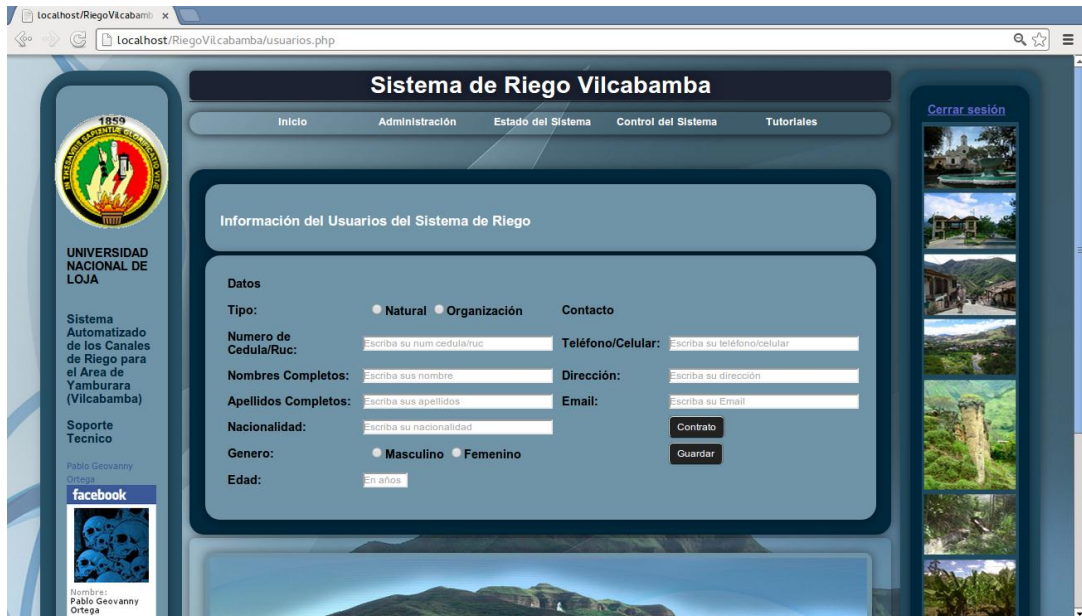 localhost/RiegoVilcabamb
localhost/RiegoVilcabamba/usuarios.php
Sistema de Riego Vilcabamba
Inicio Administración Estado del Sistema Control del Sistema Tutoriales
Cerrar sesión
1859
UNIVERSIDAD
NACIONAL DE
LOJA
Sistema
Automatizado
de los Canales
de Riego para
el Area de
Yamburara
(Vilcabamba)
Soporte
Tecnico
Pablo Geovanny
Ortega
facebook
Nombre:
Pablo Geovanny
Ortega
Información del Usuarios del Sistema de Riego
Datos
Tipo: Natural Organización Contacto
Numero de
Cedula/Ruc: Escriba su num cedula/ruc Teléfono/Celular: Escriba su teléfono/celular
Nombres Completos: Escriba sus nombre Dirección: Escriba su dirección
Apellidos Completos: Escriba sus apellidos Email: Escriba su Email
Nacionalidad: Escriba su nacionalidad Contrato
Genero: Masculino Femenino Guardar
Edad: En años